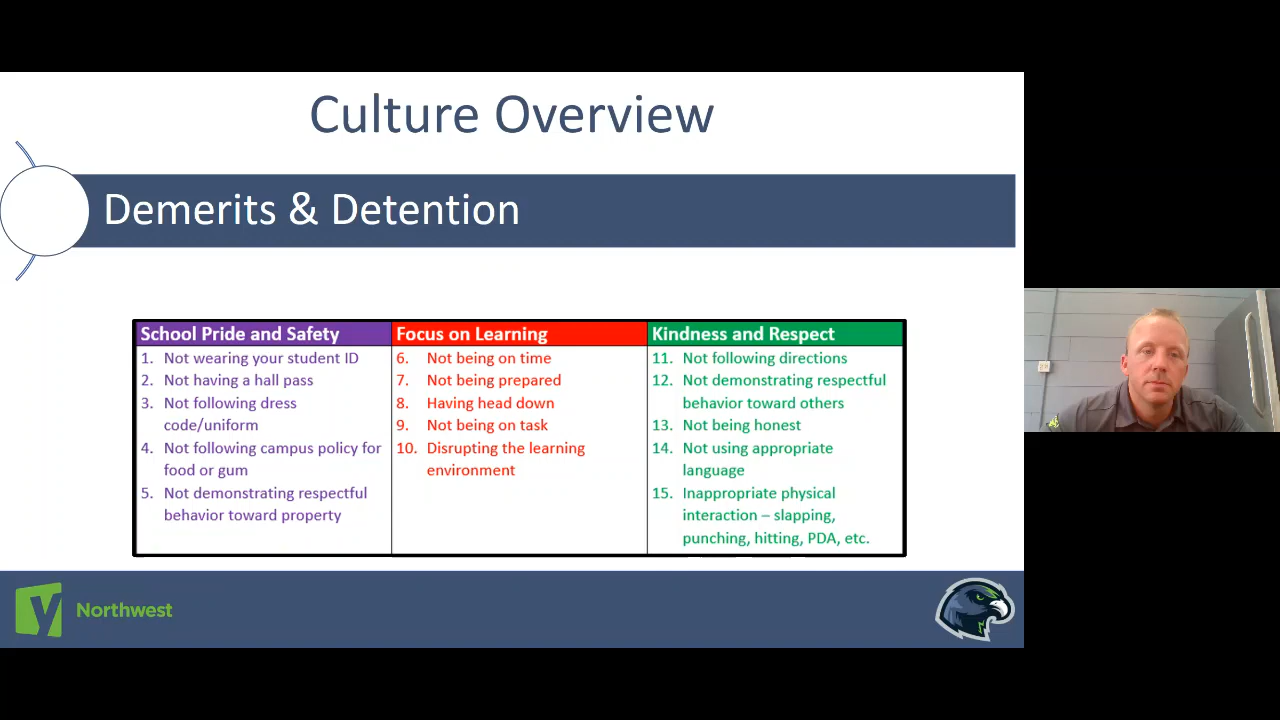 Culture Overview
Demerits & Detention
School Pride and Safety
1. Not wearing your student ID
2. Not having a hall pass
3. Not following dress
code/uniform
4. Not following campus policy for
food or gum
5. Not demonstrating respectful
behavior toward property
Focus on Learning
6. Not being on time
7. Not being prepared
8. Having head down
9. Not being on task
10. Disrupting the learning
environment
Kindness and Respect
11. Not following directions
12. Not demonstrating respectful
behavior toward others
13. Not being honest
14. Not using appropriate
language
15. Inappropriate physical
interaction – slapping,
punching, hitting, PDA, etc.
Y Northwest